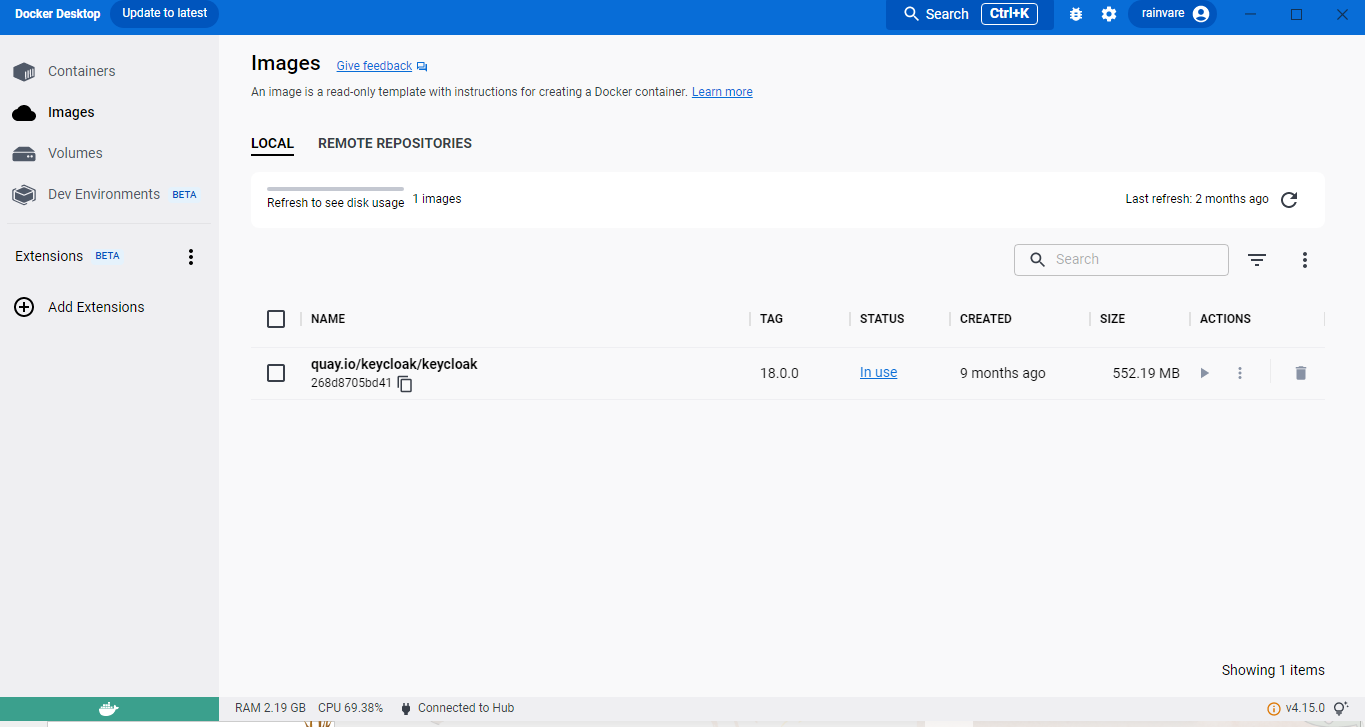 Docker Desktop Update to latest Search Ctrl+K rainvare
Containers
Images
Volumes
Dev Environments BETA
Extensions BETA
Add Extensions
Images Give feedback
An image is a read-only template with instructions for creating a Docker container. Learn more
LOCAL REMOTE REPOSITORIES
Refresh to see disk usage 1 images Last refresh: 2 months ago
Search
NAME TAG STATUS CREATED SIZE ACTIONS
quay.io/keycloak/keycloak
268d8705bd41
18.0.0 In use 9 months ago 552.19 MB
Showing 1 items
RAM 2.19 GB CPU 69.38% Connected to Hub v4.15.0